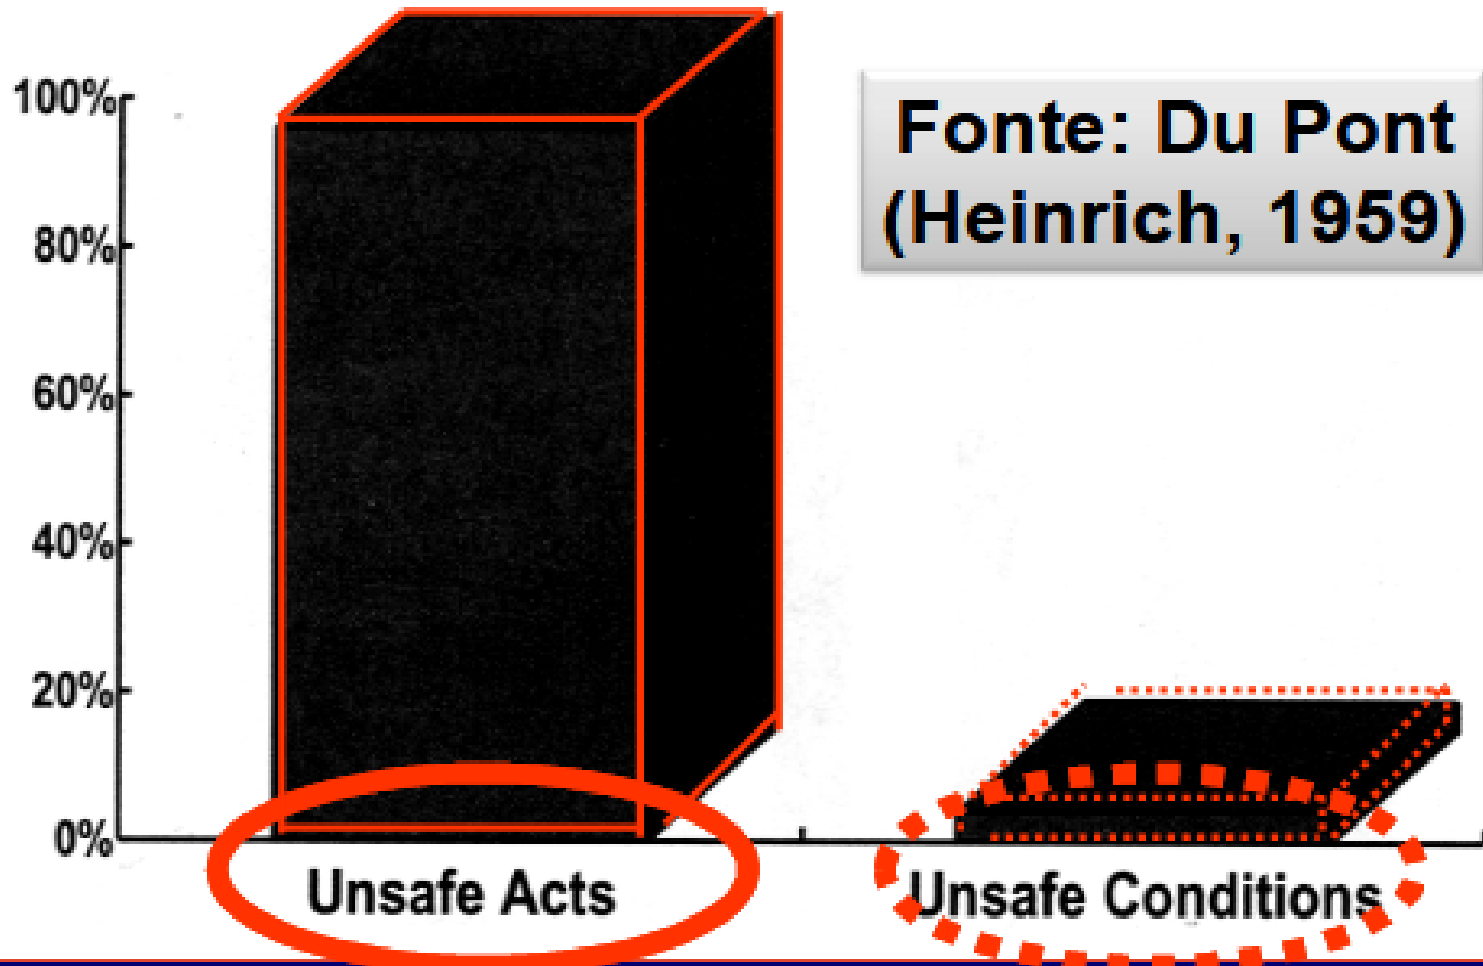 100%
80%
60%
40%
20%
0%
Fonte: Du Pont
(Heinrich, 1959)
Unsafe Acts
Unsafe Conditions